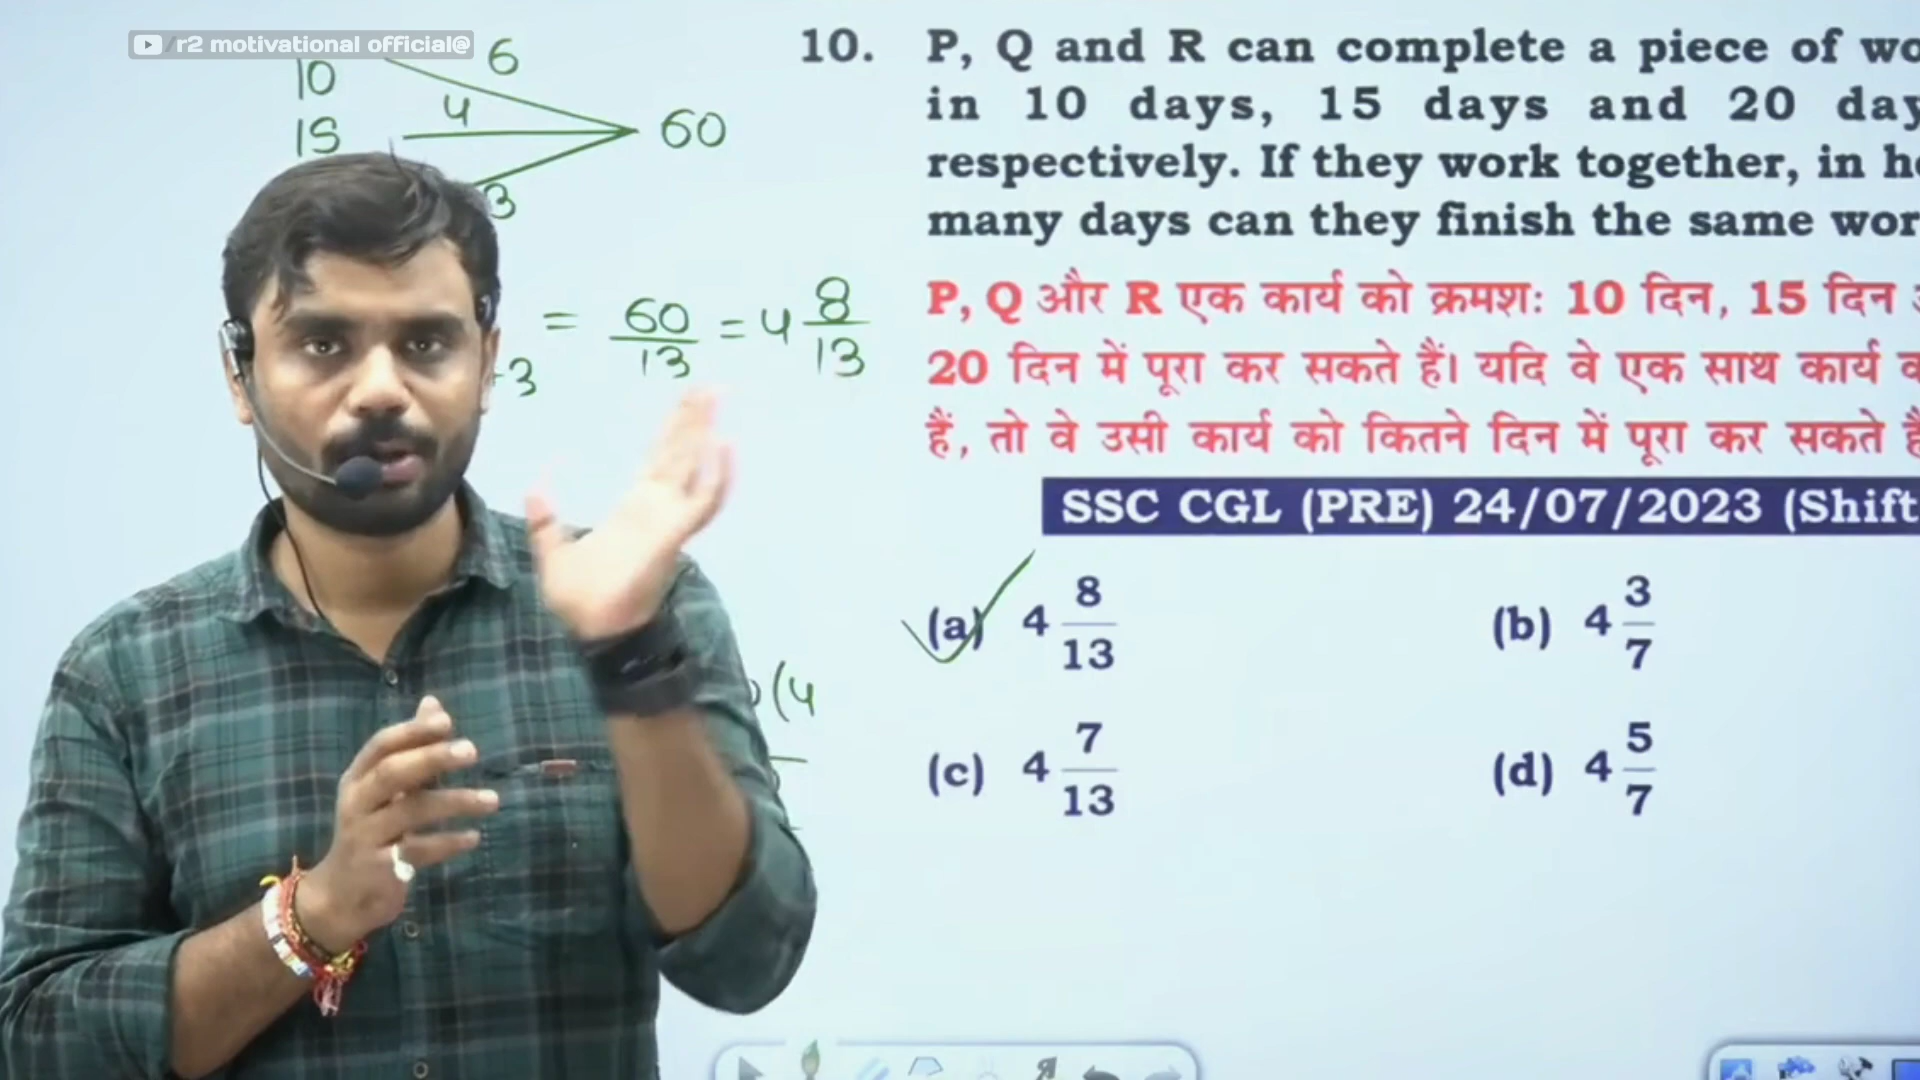 r2 motivational official@
10
15
6
4
3
60
+3 = 60/13 = 4 8/13
(4
10. P, Q and R can complete a piece of
in 10 days, 15 days and 20
respectively. If they work together, in
many days can they finish the same
P, Q और R एक कार्य को क्रमशः 10 दिन, 15 दिन
20 दिन में पूरा कर सकते हैं। यदि वे एक साथ कार्य
हैं, तो वे उसी कार्य को कितने दिन में पूरा कर सकते
SSC CGL (PRE) 24/07/2023 (Shift
(a) 4 8/13
(b) 4 3/7
(c) 4 7/13
(d) 4 5/7